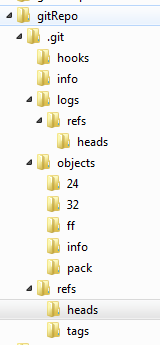 gitRepo
.git
hooks
info
logs
refs
heads
objects
24
32
ff
info
pack
refs
heads
tags